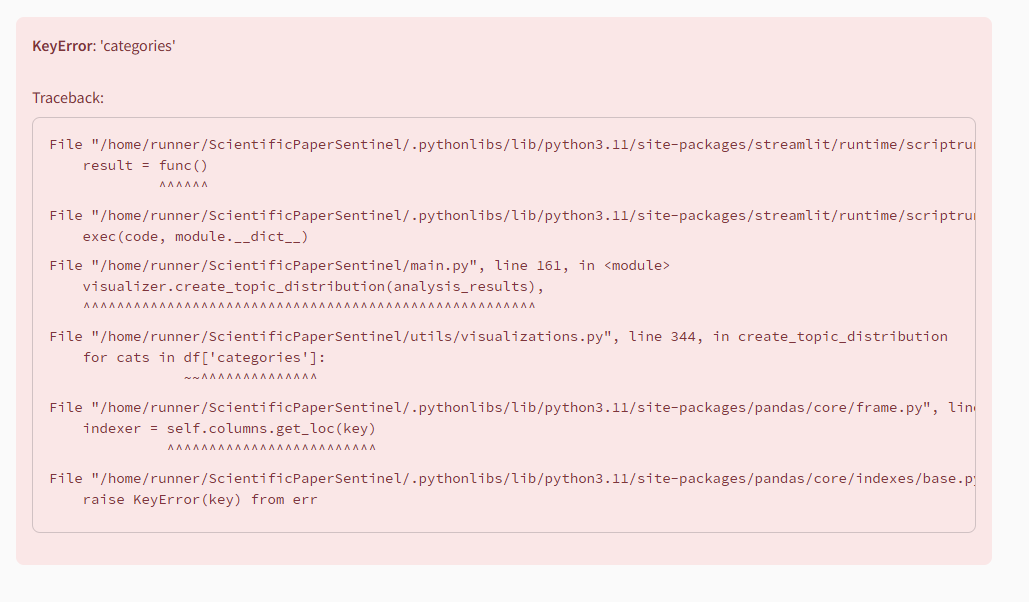 KeyError: 'categories'
Traceback:
File "/home/runner/ScientificPaperSentinel/.pythonlibs/lib/python3.11/site-packages/streamlit/runtime/scriptru
result = func()
^^^^^^
File "/home/runner/ScientificPaperSentinel/.pythonlibs/lib/python3.11/site-packages/streamlit/runtime/scriptru
exec(code, module.__dict__)
File "/home/runner/ScientificPaperSentinel/main.py", line 161, in <module>
visualizer.create_topic_distribution(analysis_results),
^^^^^^^^^^^^^^^^^^^^^^^^^^^^^^^^^^^^^^^^^^^^^^^^^^^^^^
File "/home/runner/ScientificPaperSentinel/utils/visualizations.py", line 344, in create_topic_distribution
for cats in df['categories']:
~~^^^^^^^^^^^^^^
File "/home/runner/ScientificPaperSentinel/.pythonlibs/lib/python3.11/site-packages/pandas/core/frame.py", lin
indexer = self.columns.get_loc(key)
^^^^^^^^^^^^^^^^^^^^^^^^^
File "/home/runner/ScientificPaperSentinel/.pythonlibs/lib/python3.11/site-packages/pandas/core/indexes/base.py
raise KeyError(key) from err